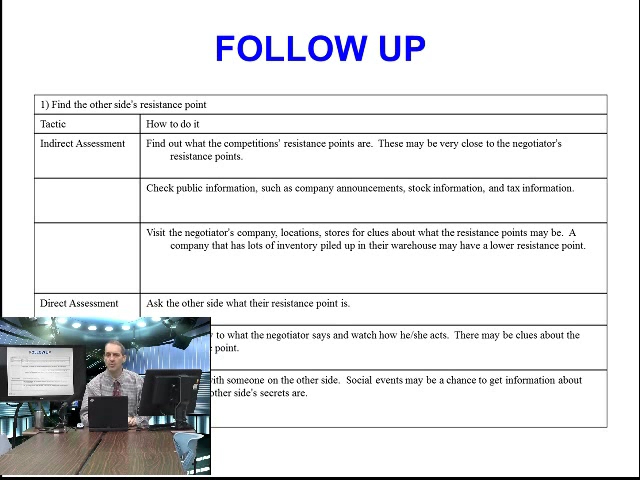 FOLLOW UP
1) Find the other side's resistance point
Tactic How to do it
Indirect Assessment Find out what the competitions' resistance points are. These may be very close to the negotiator's
resistance points.
Check public information, such as company announcements, stock information, and tax information.
Visit the negotiator's company, locations, stores for clues about what the resistance points may be. A
company that has lots of inventory piled up in their warehouse may have a lower resistance point.
Direct Assessment Ask the other side what their resistance point is.
to what the negotiator says and watch how he/she acts. There may be clues about the
point.
with someone on the other side. Social events may be a chance to get information about
other side's secrets are.
FOLLOW UP